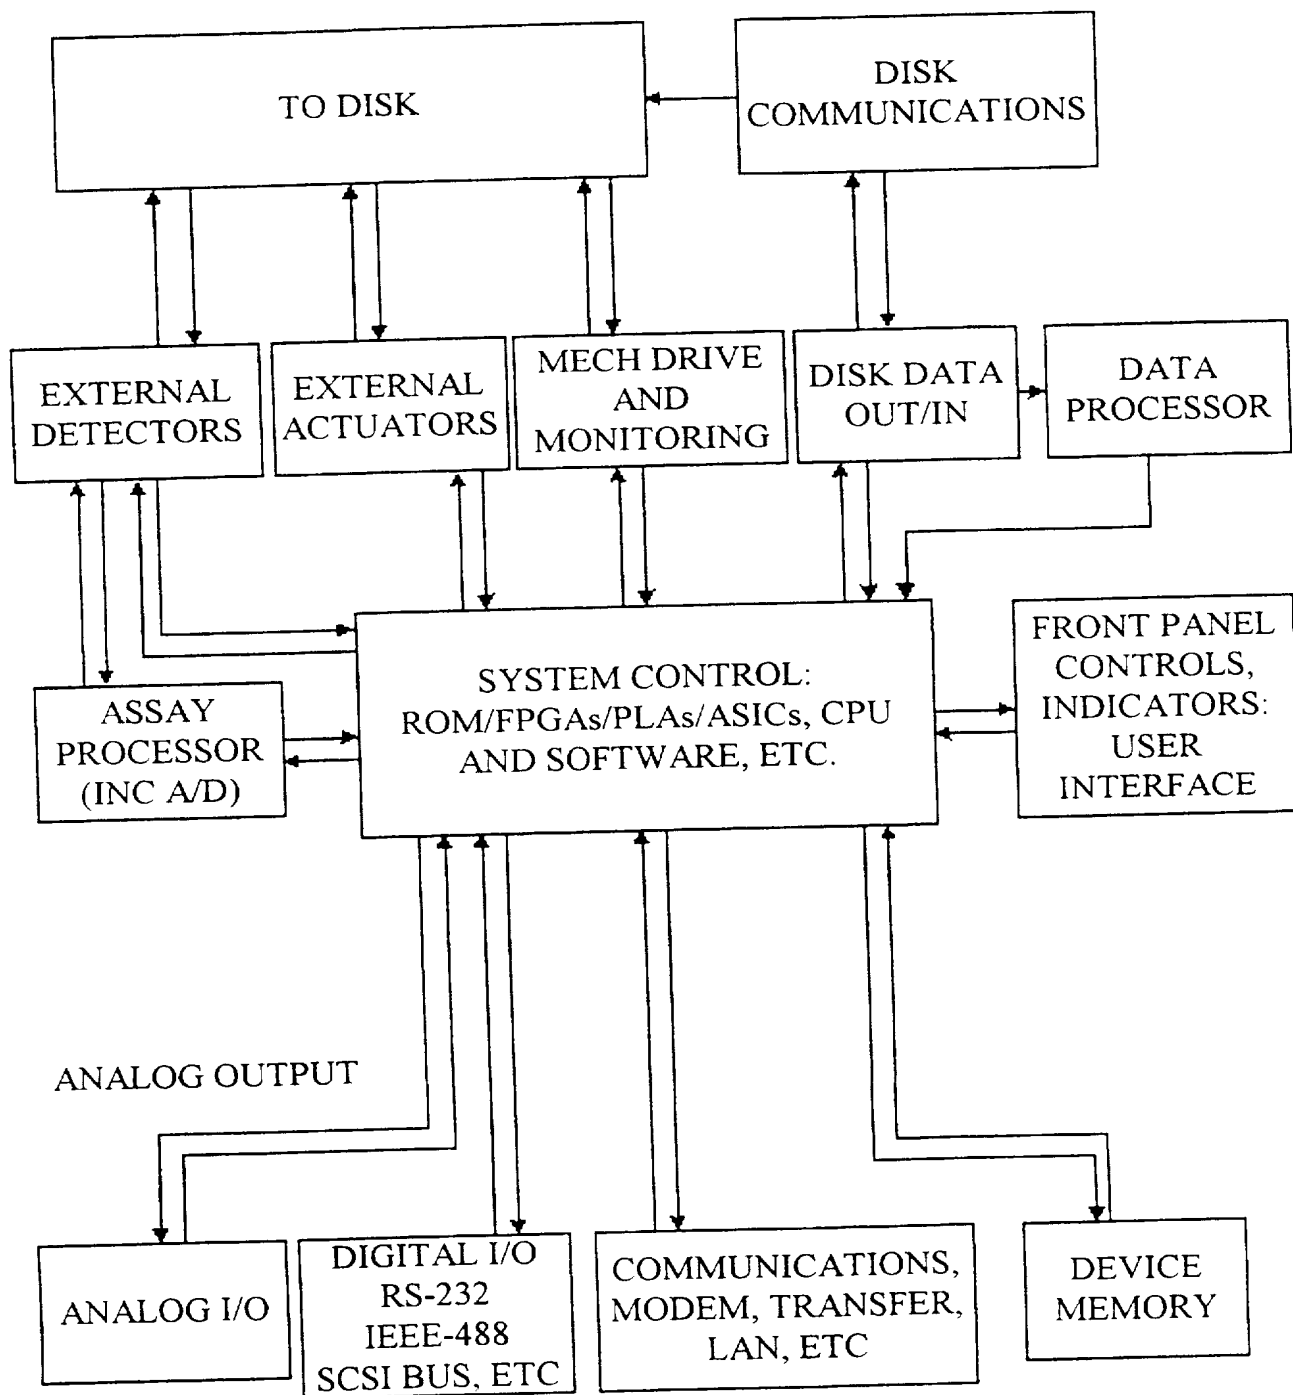 TO DISK
DISK
COMMUNICATIONS
EXTERNAL
DETECTORS
EXTERNAL
ACTUATORS
MECH DRIVE
AND
MONITORING
DISK DATA
OUT/IN
DATA
PROCESSOR
ASSAY
PROCESSOR
(INC A/D)
SYSTEM CONTROL:
ROM/FPGAs/PLAs/ASICs, CPU
AND SOFTWARE, ETC.
FRONT PANEL
CONTROLS,
INDICATORS:
USER
INTERFACE
ANALOG OUTPUT
ANALOG I/O
DIGITAL I/O
RS-232
IEEE-488
SCSI BUS, ETC
COMMUNICATIONS,
MODEM, TRANSFER,
LAN, ETC
DEVICE
MEMORY